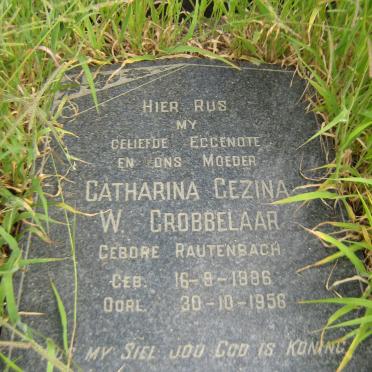 HIER RUS
MY
GELIEFDE EGGENOTE
EN ONS MOEDER
CATHARINA GEZINA
W. GROBBELAAR
GEBORE RAUTENBACH
GEB. 16-9-1886
OORL. 30-10-1956
MY SIEL JOU GOD IS KONING